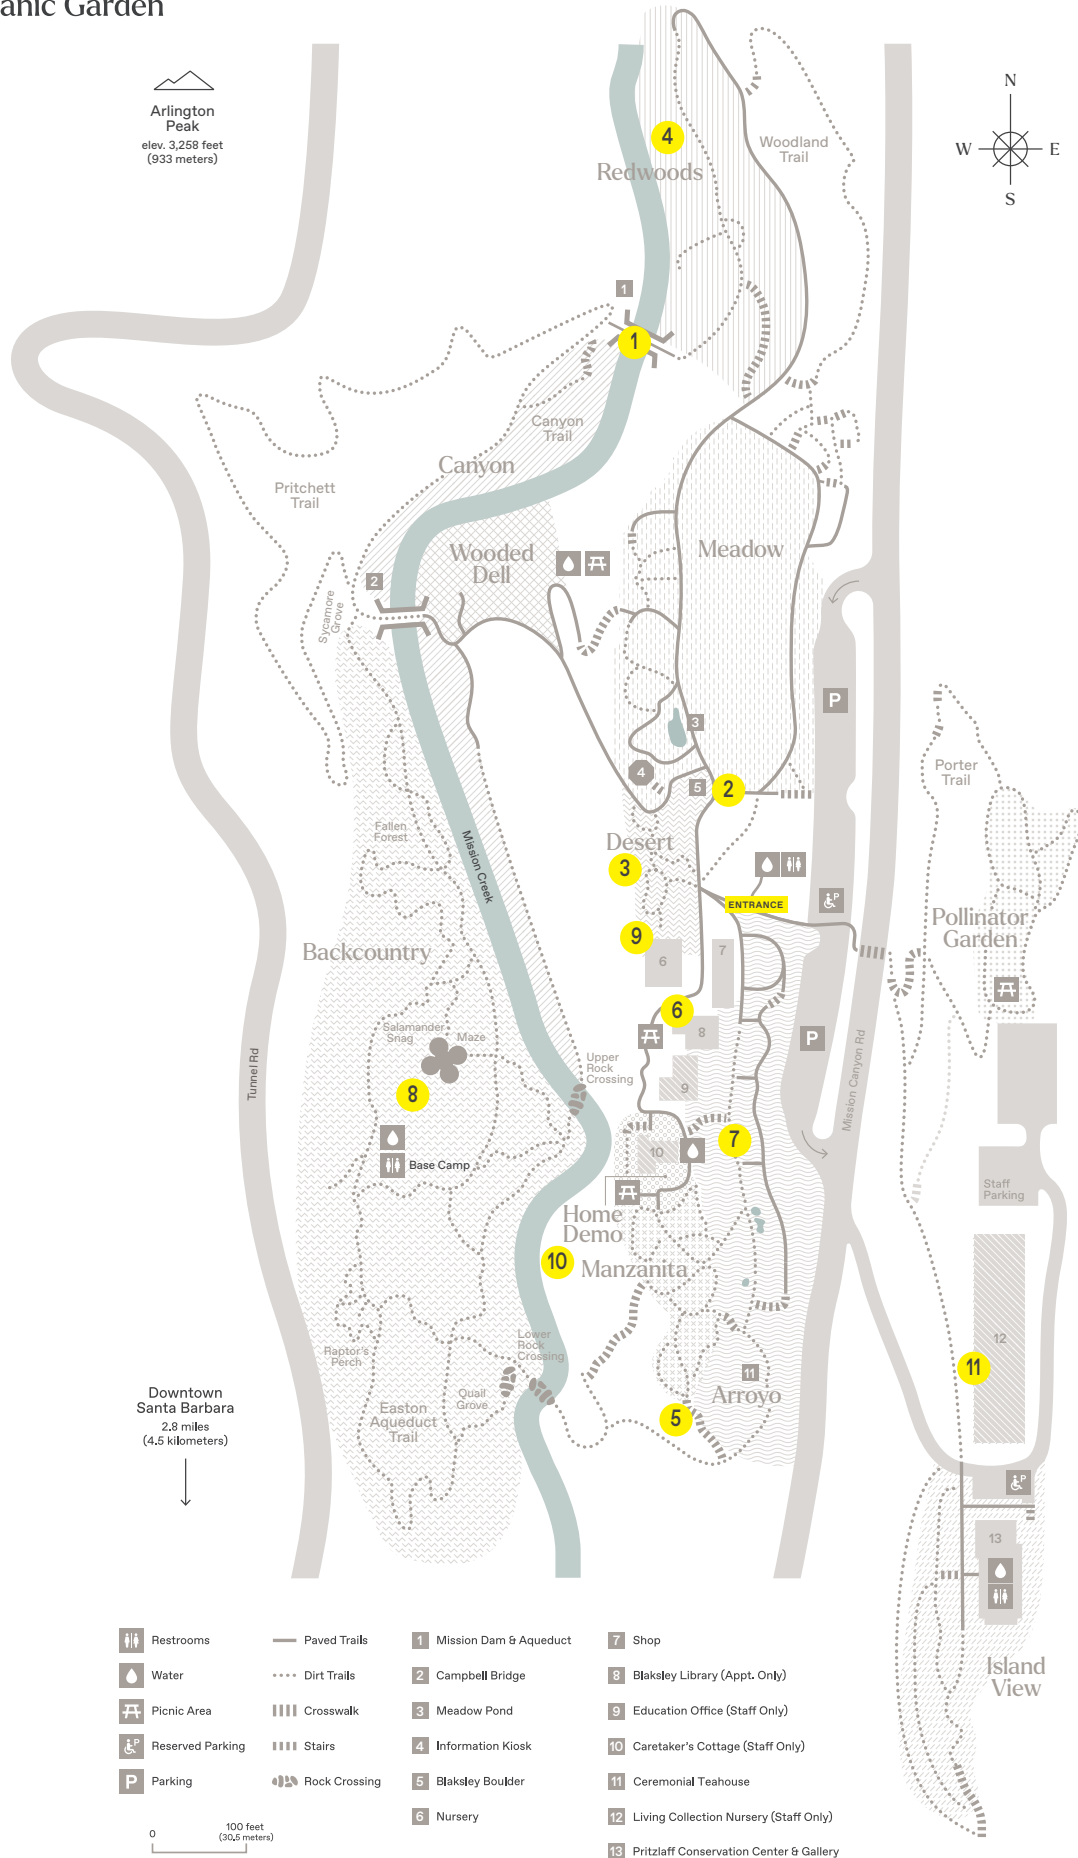 anic Garden
Arlington
Peak
elev. 3,258 feet
(933 meters)
N
W
E
S
4
Redwoods
Woodland
Trail
1
1
Canyon
Trail
Canyon
Pritchett
Trail
Wooded
Dell
Meadow
2
Sycamore
Grove
P
3
4
5
2
Porter
Trail
Fallen
Forest
Mission Creek
Desert
3
ENTRANCE
P
Pollinator
Garden
9
6
7
Backcountry
6
8
P
Salamander
Snag
Maze
Upper
Rock
Crossing
Tunnel Rd
Mission Canyon Rd
8
9
7
10
Base Camp
Staff
Parking
Home
Demo
10
Manzanita
Lower
Rock
Crossing
Raptor's
Perch
12
11
11
Arroyo
Quail
Grove
Easton
Aqueduct
Trail
5
Downtown
Santa Barbara
2.8 miles
(4.5 kilometers)
P
13
Island
View
Restrooms
Water
Picnic Area
P
Reserved Parking
P
Parking
Paved Trails
Dirt Trails
Crosswalk
Stairs
Rock Crossing
1 Mission Dam & Aqueduct
2 Campbell Bridge
3 Meadow Pond
4 Information Kiosk
5 Blaksley Boulder
6 Nursery
7 Shop
8 Blaksley Library (Appt. Only)
9 Education Office (Staff Only)
10 Caretaker's Cottage (Staff Only)
11 Ceremonial Teahouse
12 Living Collection Nursery (Staff Only)
13 Pritzlaff Conservation Center & Gallery
0
100 feet
(30.5 meters)